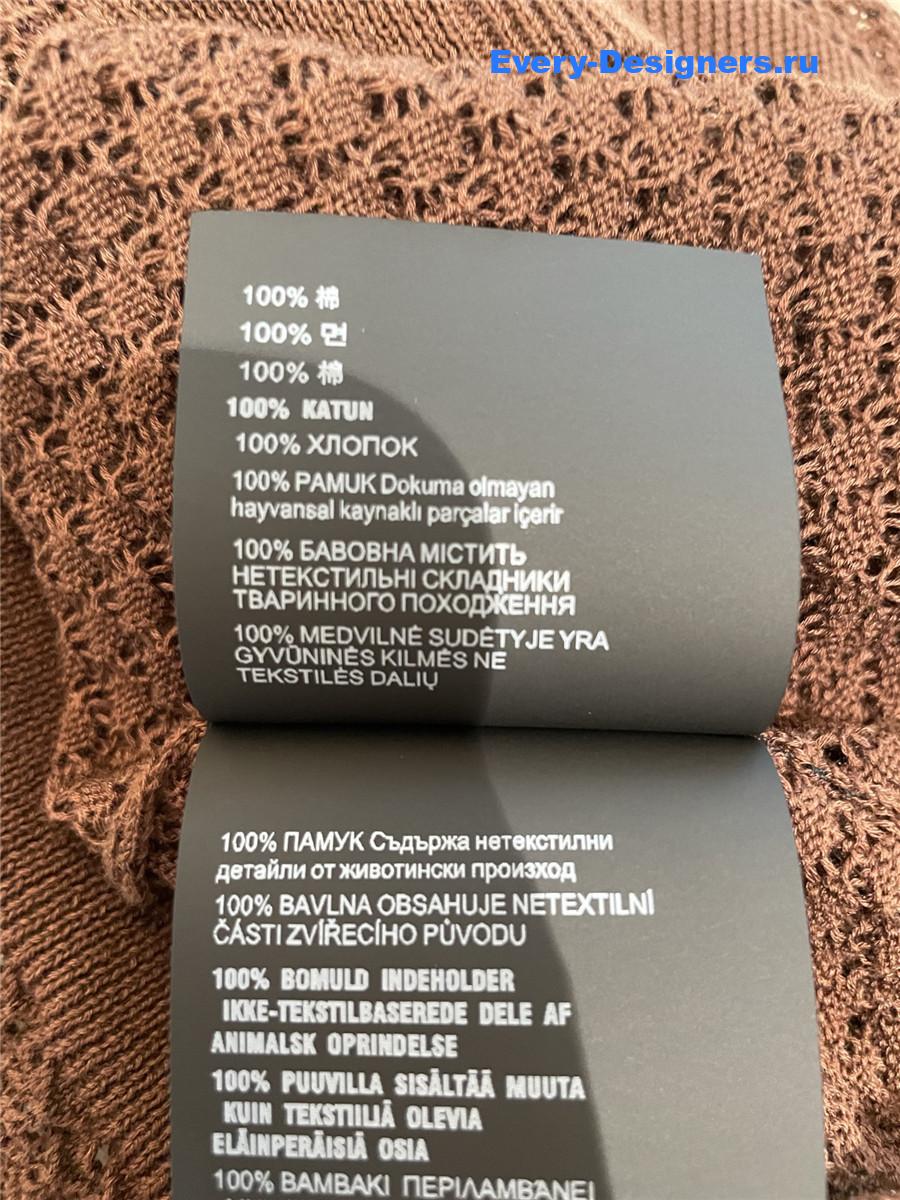 Every-Designers.ru
100% 棉
100% 면
100% 棉
100% KATUN
100% ХЛОПОК
100% PAMUK Dokuma olmayan
hayvansal kaynaklı parçalar içerir
100% БАВОВНА МІСТИТЬ
НЕТЕКСТИЛЬНІ СКЛАДНИКИ
ТВАРИННОГО ПОХОДЖЕННЯ
100% MEDVILNĖ SUDĖTYJE YRA
GYVŪNINĖS KILMĖS NE
TEKSTILĖS DALIŲ
100% ПАМУК Съдържа нетекстилни
детайли от животински произход
100% BAVLNA OBSAHUJE NETEXTILNÍ
ČÁSTI ZVÍŘECÍHO PŮVODU
100% BOMULD INDEHOLDER
IKKE-TEKSTILBASEREDE DELE AF
ANIMALSK OPRINDELSE
100% PUUVILLA SISÄLTÄÄ MUUTA
KUIN TEKSTIILIÄ OLEVIA
ELÄINPERÄISIÄ OSIA
100% BAMBAKI ΠΕΡΙΛΑΜΒΑΝΕΙ